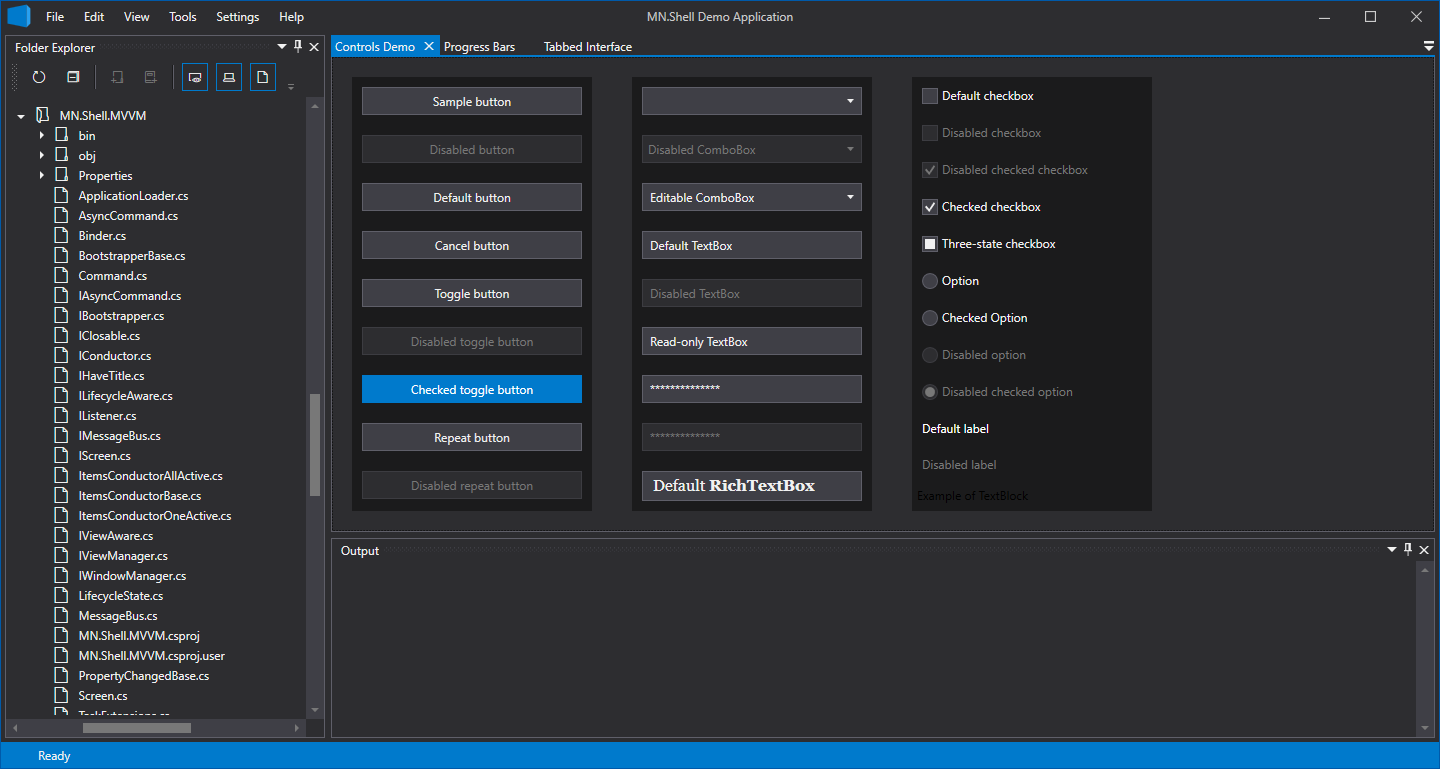 File Edit View Tools Settings Help
MN.Shell Demo Application
Folder Explorer
MN.Shell.MVVM
bin
obj
Properties
ApplicationLoader.cs
AsyncCommand.cs
Binder.cs
BootstrapperBase.cs
Command.cs
IAsyncCommand.cs
IBootstrapper.cs
IClosable.cs
IConductor.cs
IHaveTitle.cs
ILifecycleAware.cs
IListener.cs
IMessageBus.cs
IScreen.cs
ItemsConductorAllActive.cs
ItemsConductorBase.cs
ItemsConductorOneActive.cs
IViewAware.cs
IViewManager.cs
IWindowManager.cs
LifecycleState.cs
MessageBus.cs
MN.Shell.MVVM.csproj
MN.Shell.MVVM.csproj.user
PropertyChangedBase.cs
Screen.cs
Controls Demo Progress Bars Tabbed Interface
Sample button
Disabled button
Default button
Cancel button
Toggle button
Disabled toggle button
Checked toggle button
Repeat button
Disabled repeat button
Disabled ComboBox
Editable ComboBox
Default TextBox
Disabled TextBox
Read-only TextBox
**************
**************
Default RichTextBox
Default checkbox
Disabled checkbox
Disabled checked checkbox
Checked checkbox
Three-state checkbox
Option
Checked Option
Disabled option
Disabled checked option
Default label
Disabled label
Example of TextBlock
Output
Ready